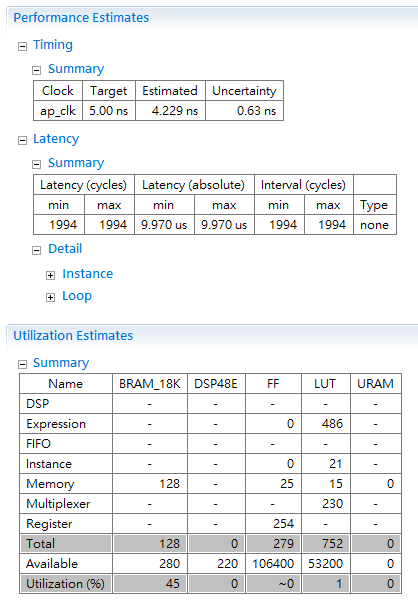 Performance Estimates
Timing
Summary
Clock Target Estimated Uncertainty
ap_clk 5.00 ns 4.229 ns 0.63 ns
Latency
Summary
Latency (cycles) Latency (absolute) Interval (cycles)
min max min max min max Type
1994 1994 9.970 us 9.970 us 1994 1994 none
Detail
Instance
Loop
Utilization Estimates
Summary
Name BRAM_18K DSP48E FF LUT URAM
DSP - - - - -
Expression - - 0 486 -
FIFO - - - - -
Instance - - 0 21 -
Memory 128 - 25 15 0
Multiplexer - - - 230 -
Register - - 254 - -
Total 128 0 279 752 0
Available 280 220 106400 53200 0
Utilization (%) 45 0 ~0 1 0